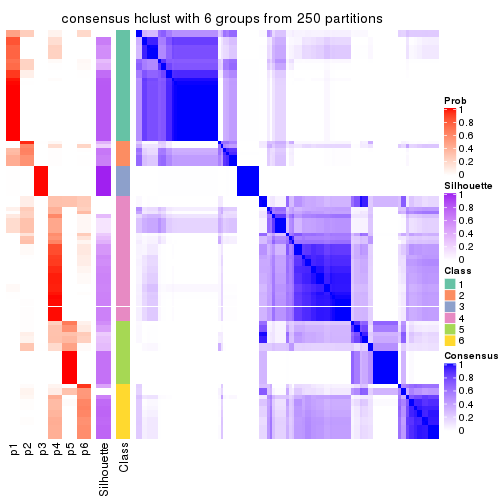 consensus hclust with 6 groups from 250 partitions
Prob
1
0.8
0.6
0.4
0.2
0
Silhouette
1
0.8
0.6
0.4
0.2
0
Class
1
2
3
4
5
6
Consensus
1
0.8
0.6
0.4
0.2
0
p1
p2
p3
p4
p5
p6
Silhouette
Class